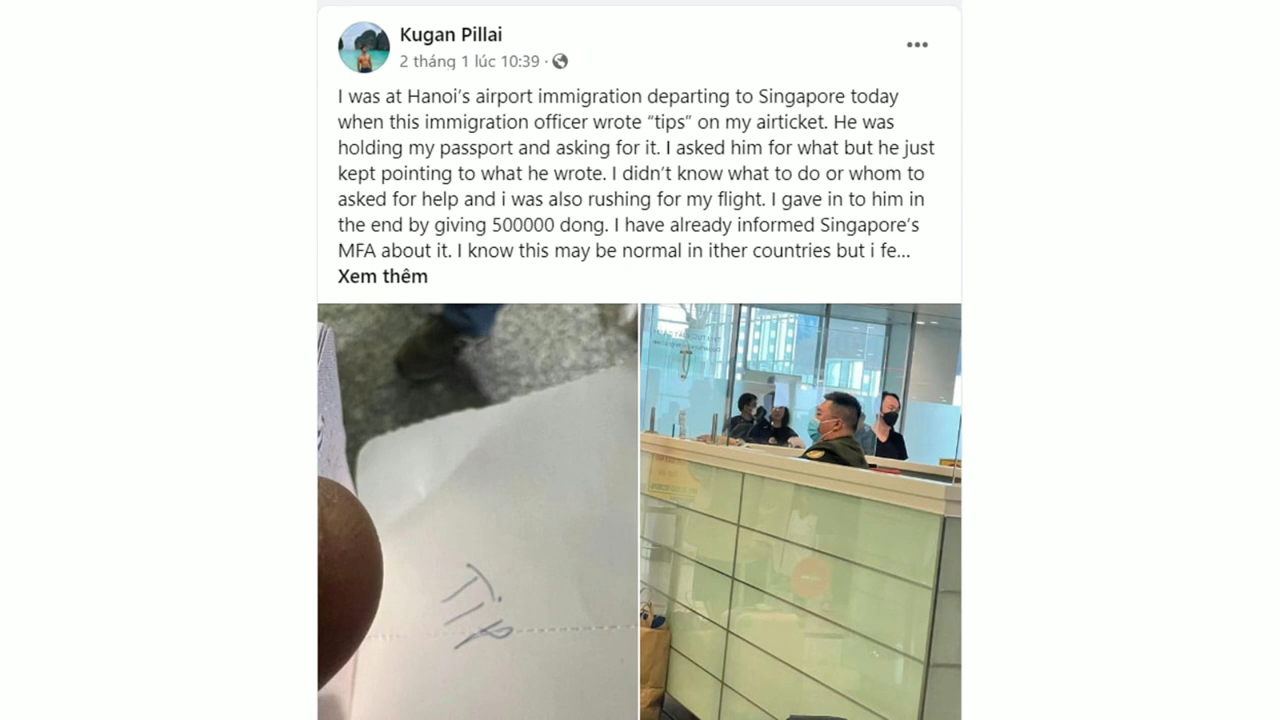 Kugan Pillai
2 tháng 1 lúc 10:39 ·
I was at Hanoi's airport immigration departing to Singapore today
when this immigration officer wrote “tips” on my airticket. He was
holding my passport and asking for it. I asked him for what but he just
kept pointing to what he wrote. I didn't know what to do or whom to
asked for help and i was also rushing for my flight. I gave in to him in
the end by giving 500000 dong. I have already informed Singapore's
MFA about it. I know this may be normal in ither countries but i fe...
Xem thêm
Tip